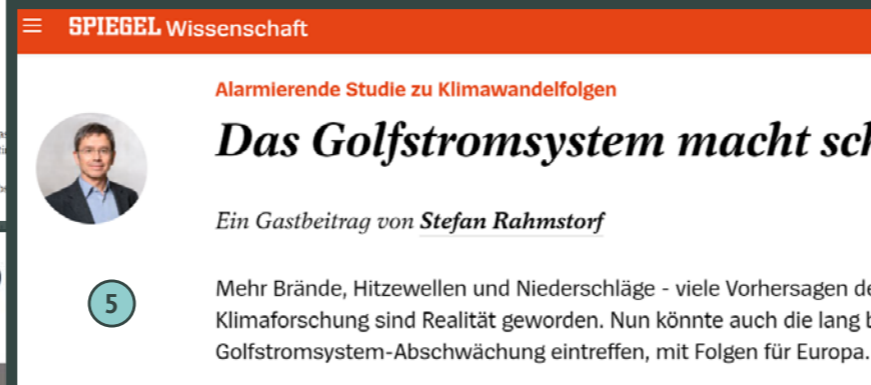 SPIEGEL Wissenschaft
Alarmierende Studie zu Klimawandelfolgen
Das Golfstromsystem macht
Ein Gastbeitrag von Stefan Rahmstorf
5
Mehr Brände, Hitzewellen und Niederschläge - viele Vorhersagen
Klimaforschung sind Realität geworden. Nun könnte auch die lang
Golfstromsystem-Abschwächung eintreffen, mit Folgen für Europa.